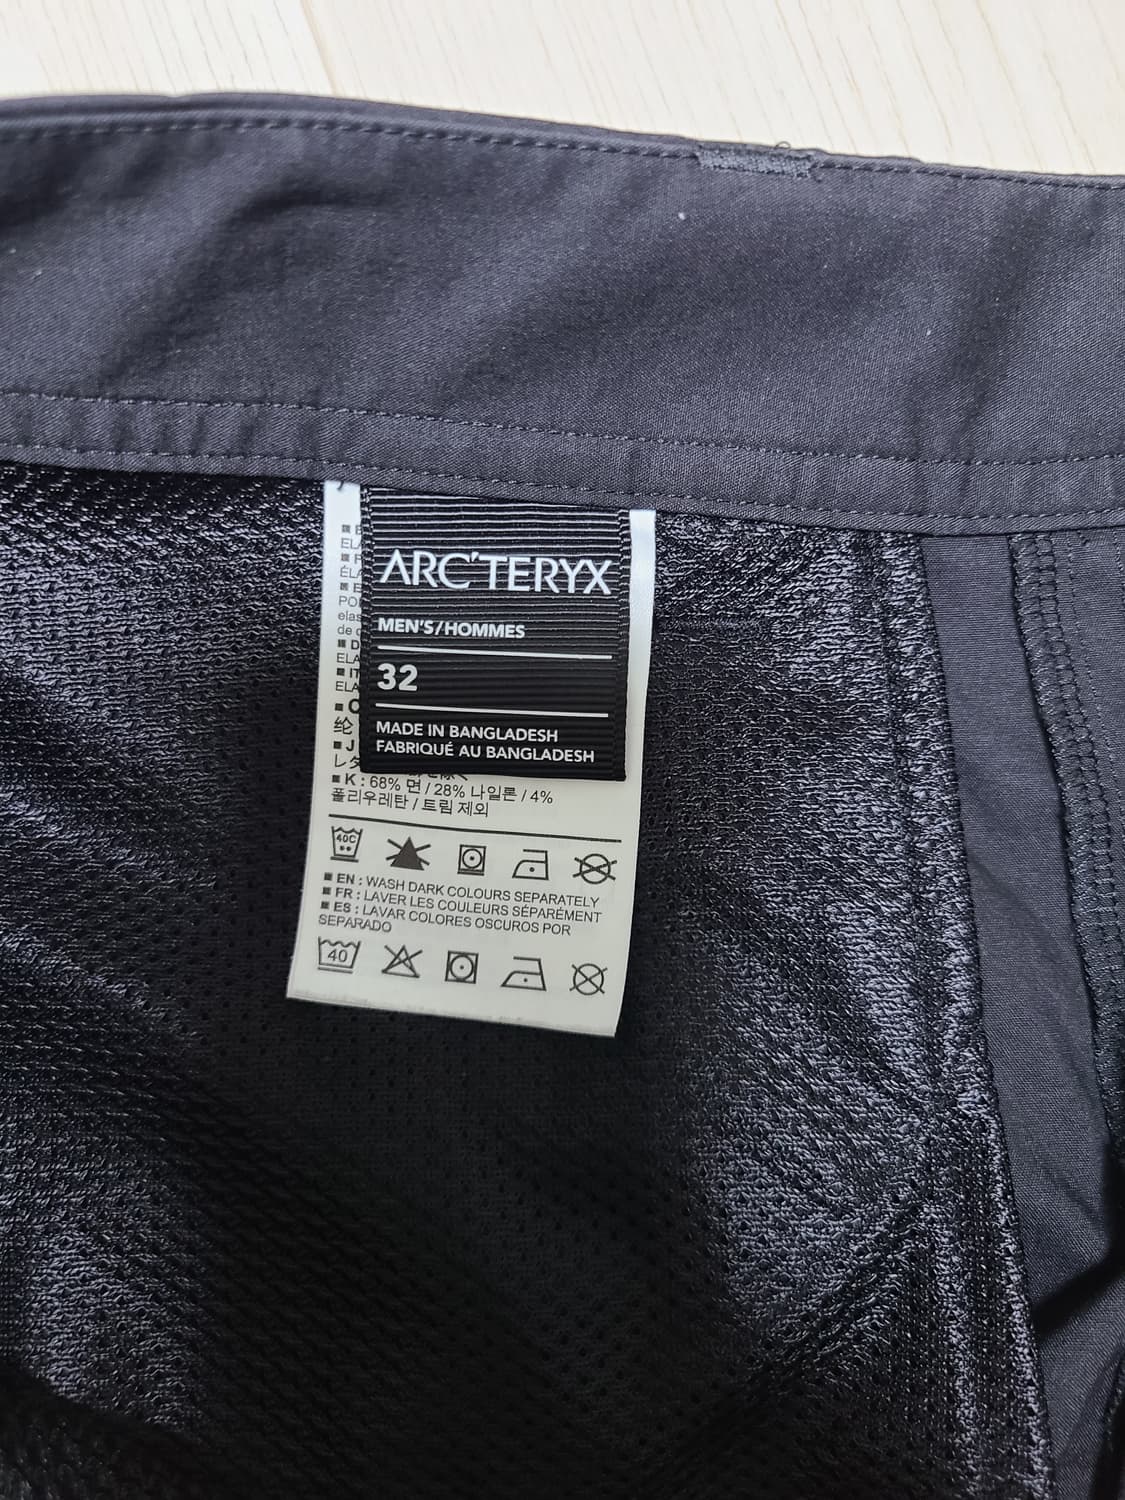 ARC'TERYX
MEN'S/HOMMES
32
MADE IN BANGLADESH
FABRIQUÉ AU BANGLADESH
■ K : 68% 면 / 28% 나일론 / 4%
폴리우레탄 / 트림 제외
40C
■ EN : WASH DARK COLOURS SEPARATELY
■ FR : LAVER LES COULEURS SÉPARÉMENT
■ ES : LAVAR COLORES OSCUROS POR
SEPARADO
40